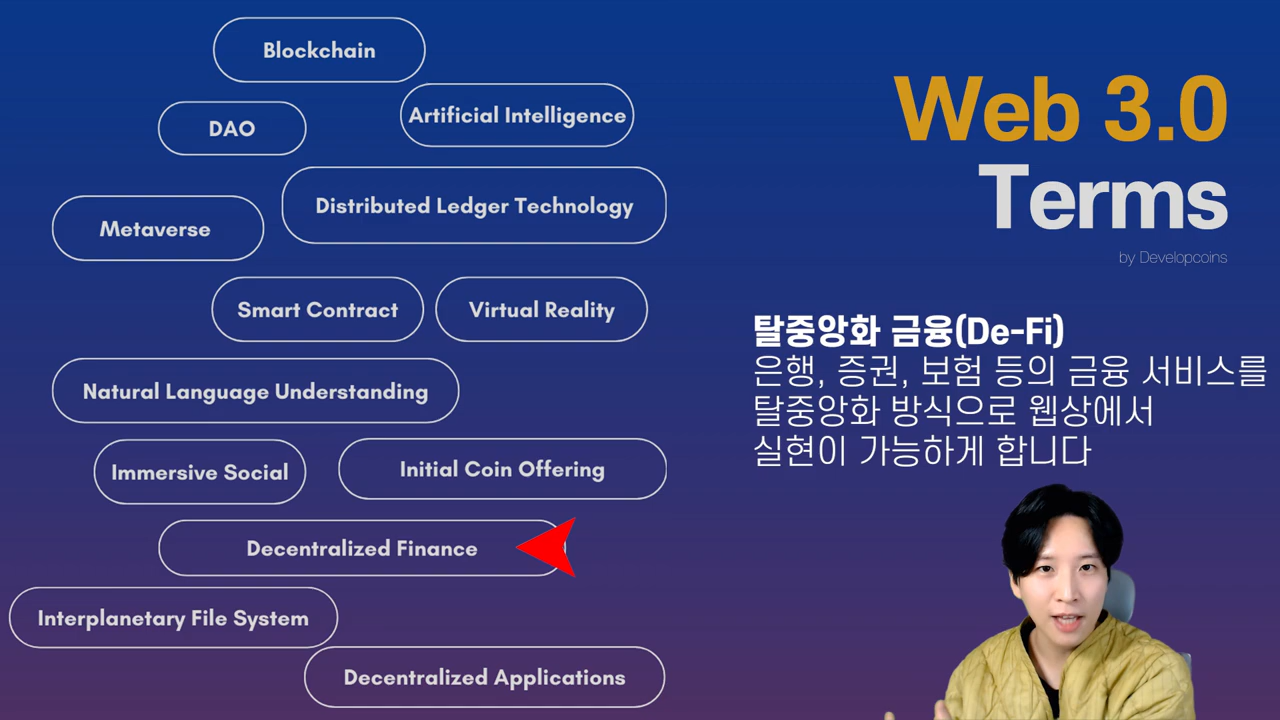 Blockchain
Artificial Intelligence
DAO
Distributed Ledger Technology
Metaverse
Smart Contract
Virtual Reality
Natural Language Understanding
Immersive Social
Initial Coin Offering
Decentralized Finance
Interplanetary File System
Decentralized Applications
Web 3.0
Terms
by Developcoins
탈중앙화 금융(De-Fi)
은행, 증권, 보험 등의 금융 서비스를
탈중앙화 방식으로 웹상에서
실현이 가능하게 합니다